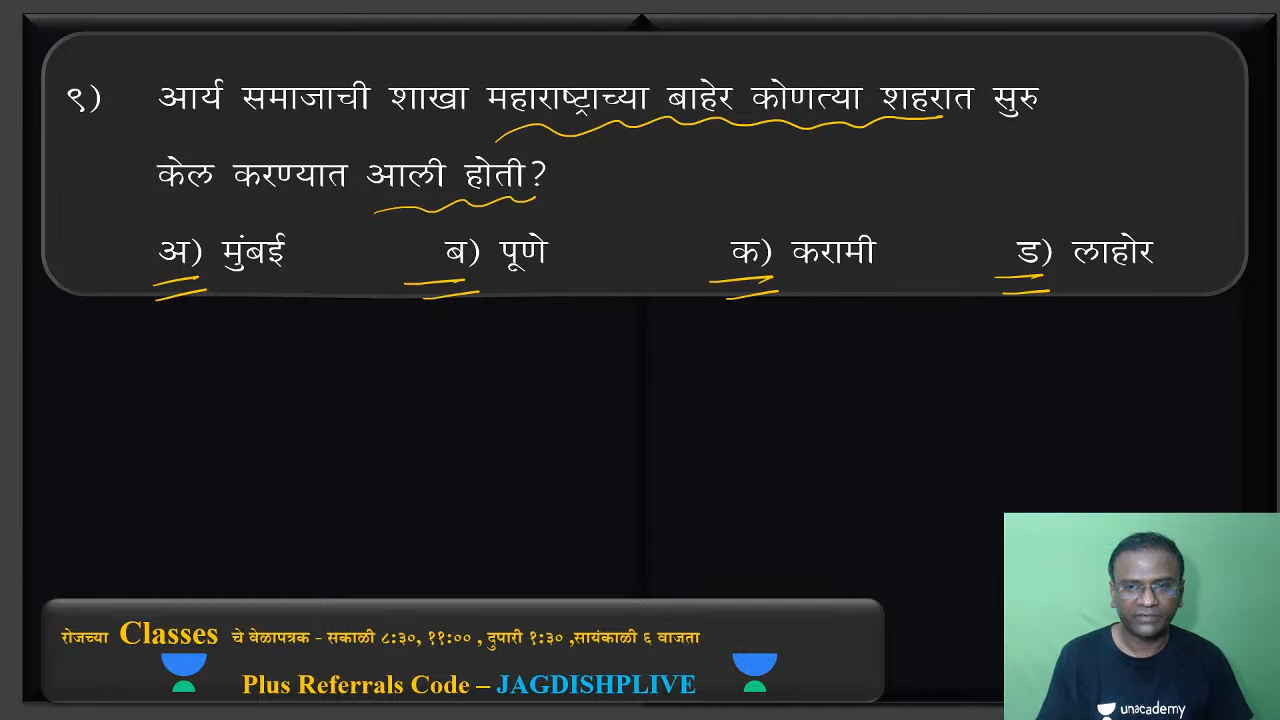 ९) आर्य समाजाची शाखा महाराष्ट्राच्या बाहेर कोणत्या शहरात सुरु
केल करण्यात आली होती?
अ) मुंबई ब) पूणे क) करामी ड) लाहोर
रोजच्या Classes चे वेळापत्रक - सकाळी ८:३०, ११:०० , दुपारी १:३० ,सायंकाळी ६ वाजता
Plus Referrals Code – JAGDISHPLIVE
unacademy